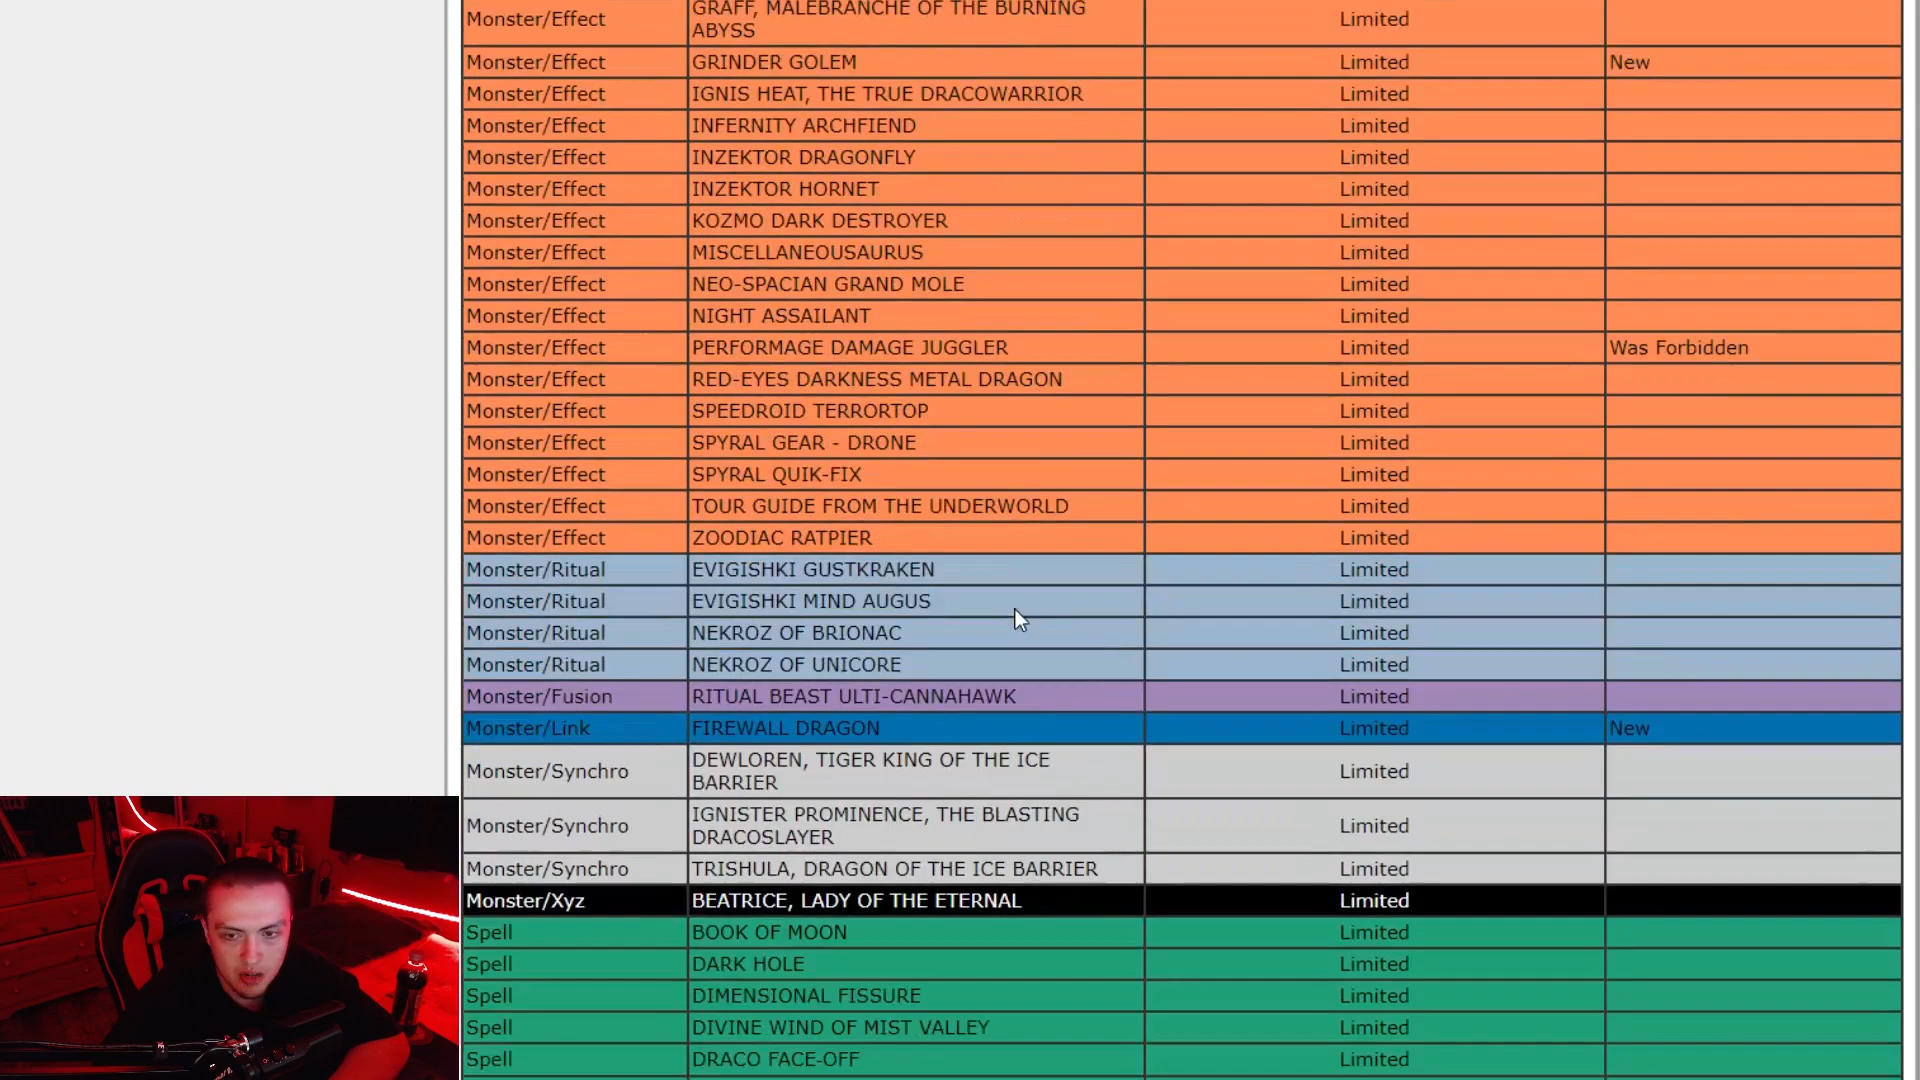 Monster/Effect GRAFF, MALEBRANCHE OF THE BURNING ABYSS Limited
Monster/Effect GRINDER GOLEM Limited New
Monster/Effect IGNIS HEAT, THE TRUE DRACOWARRIOR Limited
Monster/Effect INFERNITY ARCHFIEND Limited
Monster/Effect INZEKTOR DRAGONFLY Limited
Monster/Effect INZEKTOR HORNET Limited
Monster/Effect KOZMO DARK DESTROYER Limited
Monster/Effect MISCELLANEOUSAURUS Limited
Monster/Effect NEO-SPACIAN GRAND MOLE Limited
Monster/Effect NIGHT ASSAILANT Limited
Monster/Effect PERFORMAGE DAMAGE JUGGLER Limited Was Forbidden
Monster/Effect RED-EYES DARKNESS METAL DRAGON Limited
Monster/Effect SPEEDROID TERRORTOP Limited
Monster/Effect SPYRAL GEAR - DRONE Limited
Monster/Effect SPYRAL QUIK-FIX Limited
Monster/Effect TOUR GUIDE FROM THE UNDERWORLD Limited
Monster/Effect ZOODIAC RATPIER Limited
Monster/Ritual EVIGISHKI GUSTKRAKEN Limited
Monster/Ritual EVIGISHKI MIND AUGUS Limited
Monster/Ritual NEKROZ OF BRIONAC Limited
Monster/Ritual NEKROZ OF UNICORE Limited
Monster/Fusion RITUAL BEAST ULTI-CANNAHAWK Limited
Monster/Link FIREWALL DRAGON Limited New
Monster/Synchro DEWLOREN, TIGER KING OF THE ICE BARRIER Limited
Monster/Synchro IGNISTER PROMINENCE, THE BLASTING DRACOSLAYER Limited
Monster/Synchro TRISHULA, DRAGON OF THE ICE BARRIER Limited
Monster/Xyz BEATRICE, LADY OF THE ETERNAL Limited
Spell BOOK OF MOON Limited
Spell DARK HOLE Limited
Spell DIMENSIONAL FISSURE Limited
Spell DIVINE WIND OF MIST VALLEY Limited
Spell DRACO FACE-OFF Limited